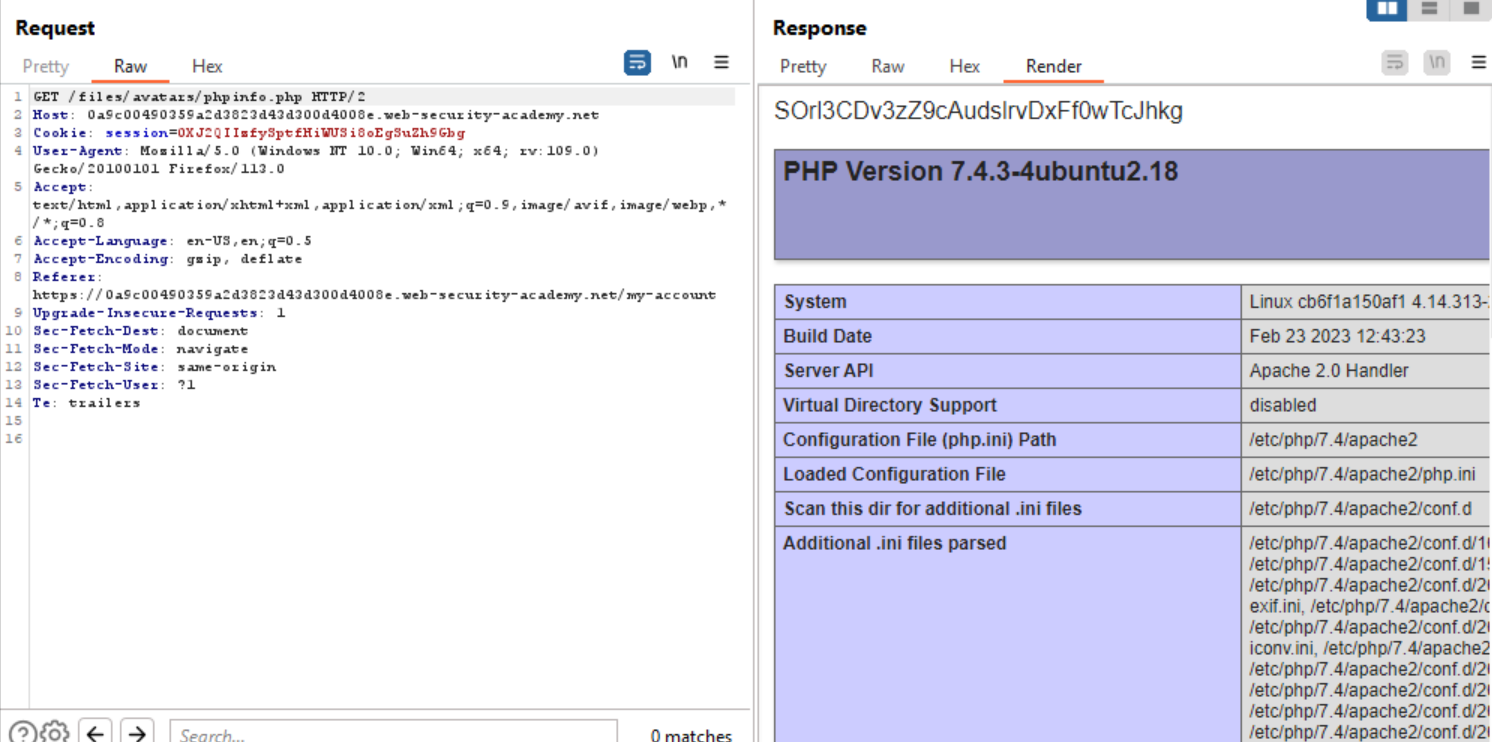 Request
Pretty Raw Hex
\n
1 GET /files/avatars/phpinfo.php HTTP/2
2 Host: 0a9c00490359a2d3823d43d300d4008e.web-security-academy.net
3 Cookie: session=0XJ2QIIsfySptfHiWUSi8oEgSuZh9Gbg
4 User-Agent: Mozilla/5.0 (Windows NT 10.0; Win64; x64; rv:109.0)
Gecko/20100101 Firefox/113.0
5 Accept:
text/html,application/xhtml+xml,application/xml;q=0.9,image/avif,image/webp,*
/*;q=0.8
6 Accept-Language: en-US,en;q=0.5
7 Accept-Encoding: gzip, deflate
8 Referer:
https://0a9c00490359a2d3823d43d300d4008e.web-security-academy.net/my-account
9 Upgrade-Insecure-Requests: 1
10 Sec-Fetch-Dest: document
11 Sec-Fetch-Mode: navigate
12 Sec-Fetch-Site: same-origin
13 Sec-Fetch-User: ?1
14 Te: trailers
15
16
Search...
0 matches
Response
Pretty Raw Hex Render
\n
SOrl3CDv3zZ9cAudsIrvDxFf0wTcJhkg
PHP Version 7.4.3-4ubuntu2.18
System Linux cb6f1a150af1 4.14.313-
Build Date Feb 23 2023 12:43:23
Server API Apache 2.0 Handler
Virtual Directory Support disabled
Configuration File (php.ini) Path /etc/php/7.4/apache2
Loaded Configuration File /etc/php/7.4/apache2/php.ini
Scan this dir for additional .ini files /etc/php/7.4/apache2/conf.d
Additional .ini files parsed /etc/php/7.4/apache2/conf.d/1
/etc/php/7.4/apache2/conf.d/1
/etc/php/7.4/apache2/conf.d/2
exif.ini, /etc/php/7.4/apache2/
/etc/php/7.4/apache2/conf.d/2
iconv.ini, /etc/php/7.4/apache2
/etc/php/7.4/apache2/conf.d/2
/etc/php/7.4/apache2/conf.d/2
/etc/php/7.4/apache2/conf.d/2
/etc/php/7.4/apache2/conf.d/2